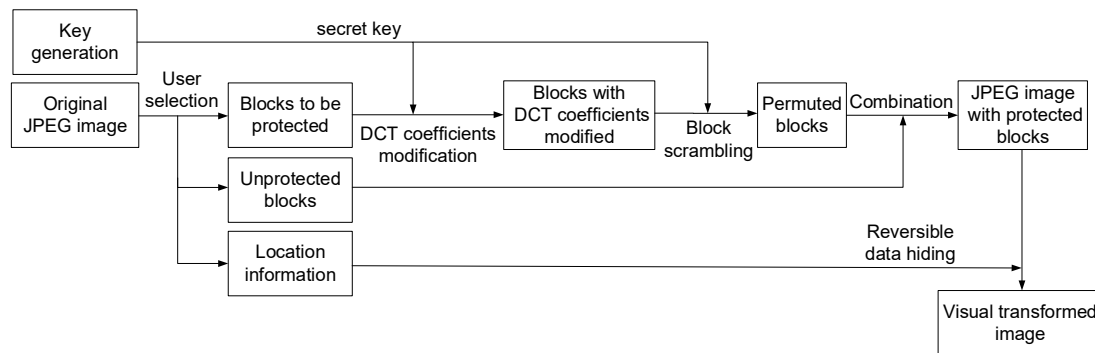 Key
generation
secret key
Original
JPEG image
User
selection
Blocks to be
protected
DCT coefficients
modification
Blocks with
DCT coefficients
modified
Block
scrambling
Permuted
blocks
Combination
JPEG image
with protected
blocks
Unprotected
blocks
Location
information
Reversible
data hiding
Visual transformed
image